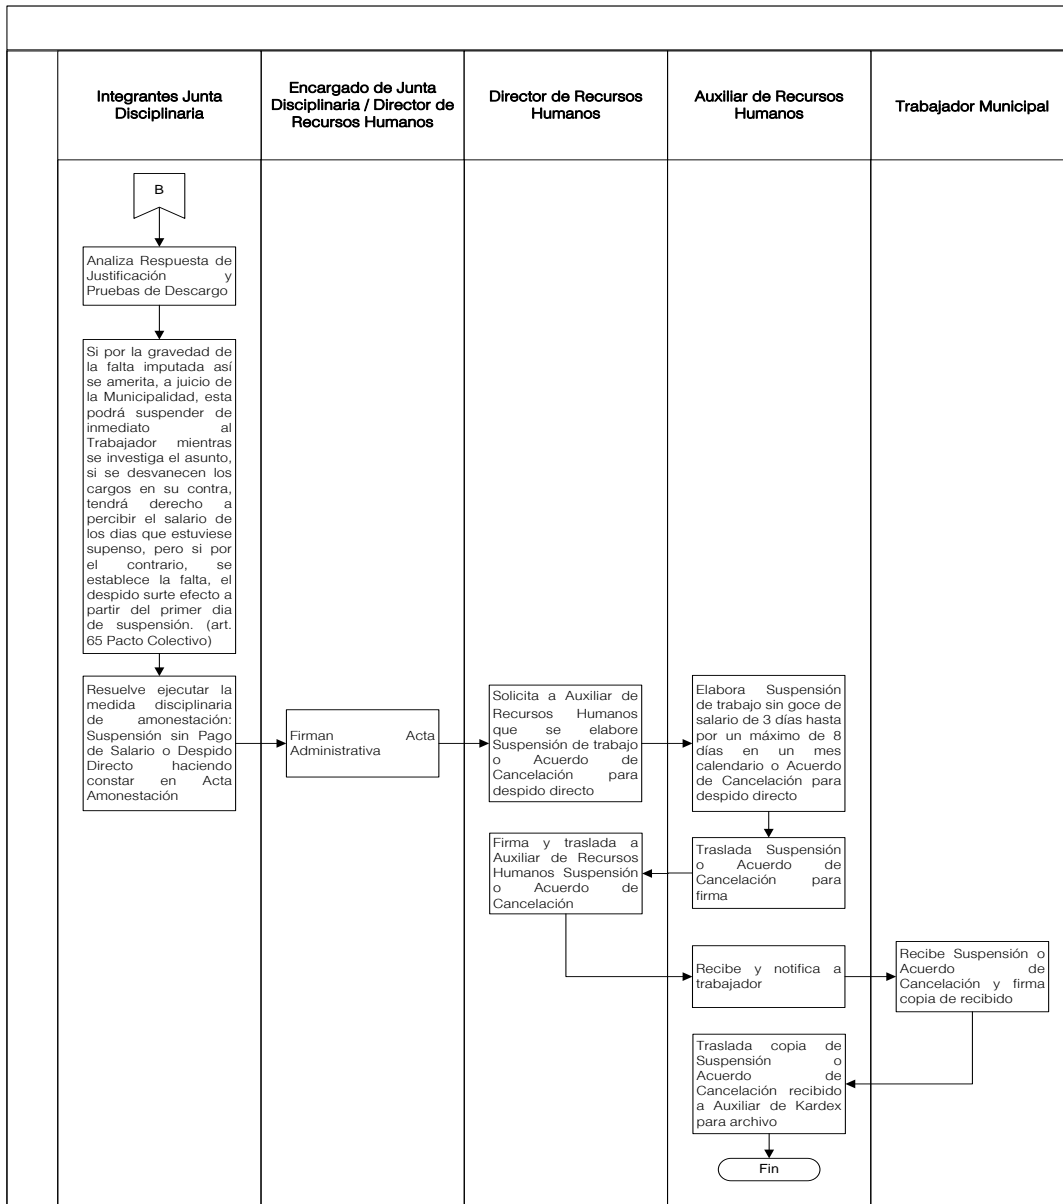 Integrantes Junta
Disciplinaria
Encargado de Junta
Disciplinaria / Director de
Recursos Humanos
Director de Recursos
Humanos
Auxiliar de Recursos
Humanos
Trabajador Municipal
B
Analiza Respuesta de
Justificación y
Pruebas de Descargo
Si por la gravedad de
la falta imputada así
se amerita, a juicio de
la Municipalidad, esta
podrá suspender de
inmediato al
Trabajador mientras
se investiga el asunto,
si se desvanecen los
cargos en su contra,
tendrá derecho a
percibir el salario de
los dias que estuviese
supenso, pero si por
el contrario, se
establece la falta, el
despido surte efecto a
partir del primer dia
de suspensión. (art.
65 Pacto Colectivo)
Resuelve ejecutar la
medida disciplinaria
de amonestación:
Suspensión sin Pago
de Salario o Despido
Directo haciendo
constar en Acta
Amonestación
Firman Acta
Administrativa
Solicita a Auxiliar de
Recursos Humanos
que se elabore
Suspensión de trabajo
o Acuerdo de
Cancelación para
despido directo
Elabora Suspensión
de trabajo sin goce de
salario de 3 días hasta
por un máximo de 8
días en un mes
calendario o Acuerdo
de Cancelación para
despido directo
Traslada Suspensión
o Acuerdo de
Cancelación para
firma
Firma y traslada a
Auxiliar de Recursos
Humanos Suspensión
o Acuerdo de
Cancelación
Recibe y notifica a
trabajador
Recibe Suspensión o
Acuerdo de
Cancelación y firma
copia de recibido
Traslada copia de
Suspensión o
Acuerdo de
Cancelación recibido
a Auxiliar de Kardex
para archivo
Fin